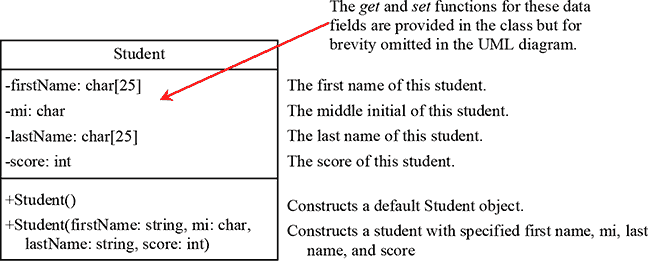 The get and set functions for these data
fields are provided in the class but for
brevity omitted in the UML diagram.
Student
-firstName: char[25]
The first name of this student.
-mi: char
The middle initial of this student.
-lastName: char[25]
The last name of this student.
-score: int
The score of this student.
+Student()
Constructs a default Student object.
+Student(firstName: string, mi: char,
lastName: string, score: int)
Constructs a student with specified first name, mi, last
name, and score